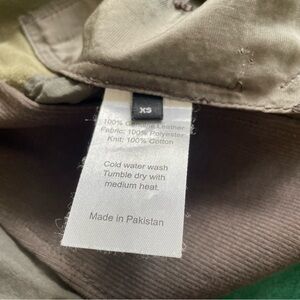 XS
100% Genuine Leather
Fabric: 100% Polyester
Knit: 100% Cotton
Cold water wash
Tumble dry with
medium heat.
Made in Pakistan